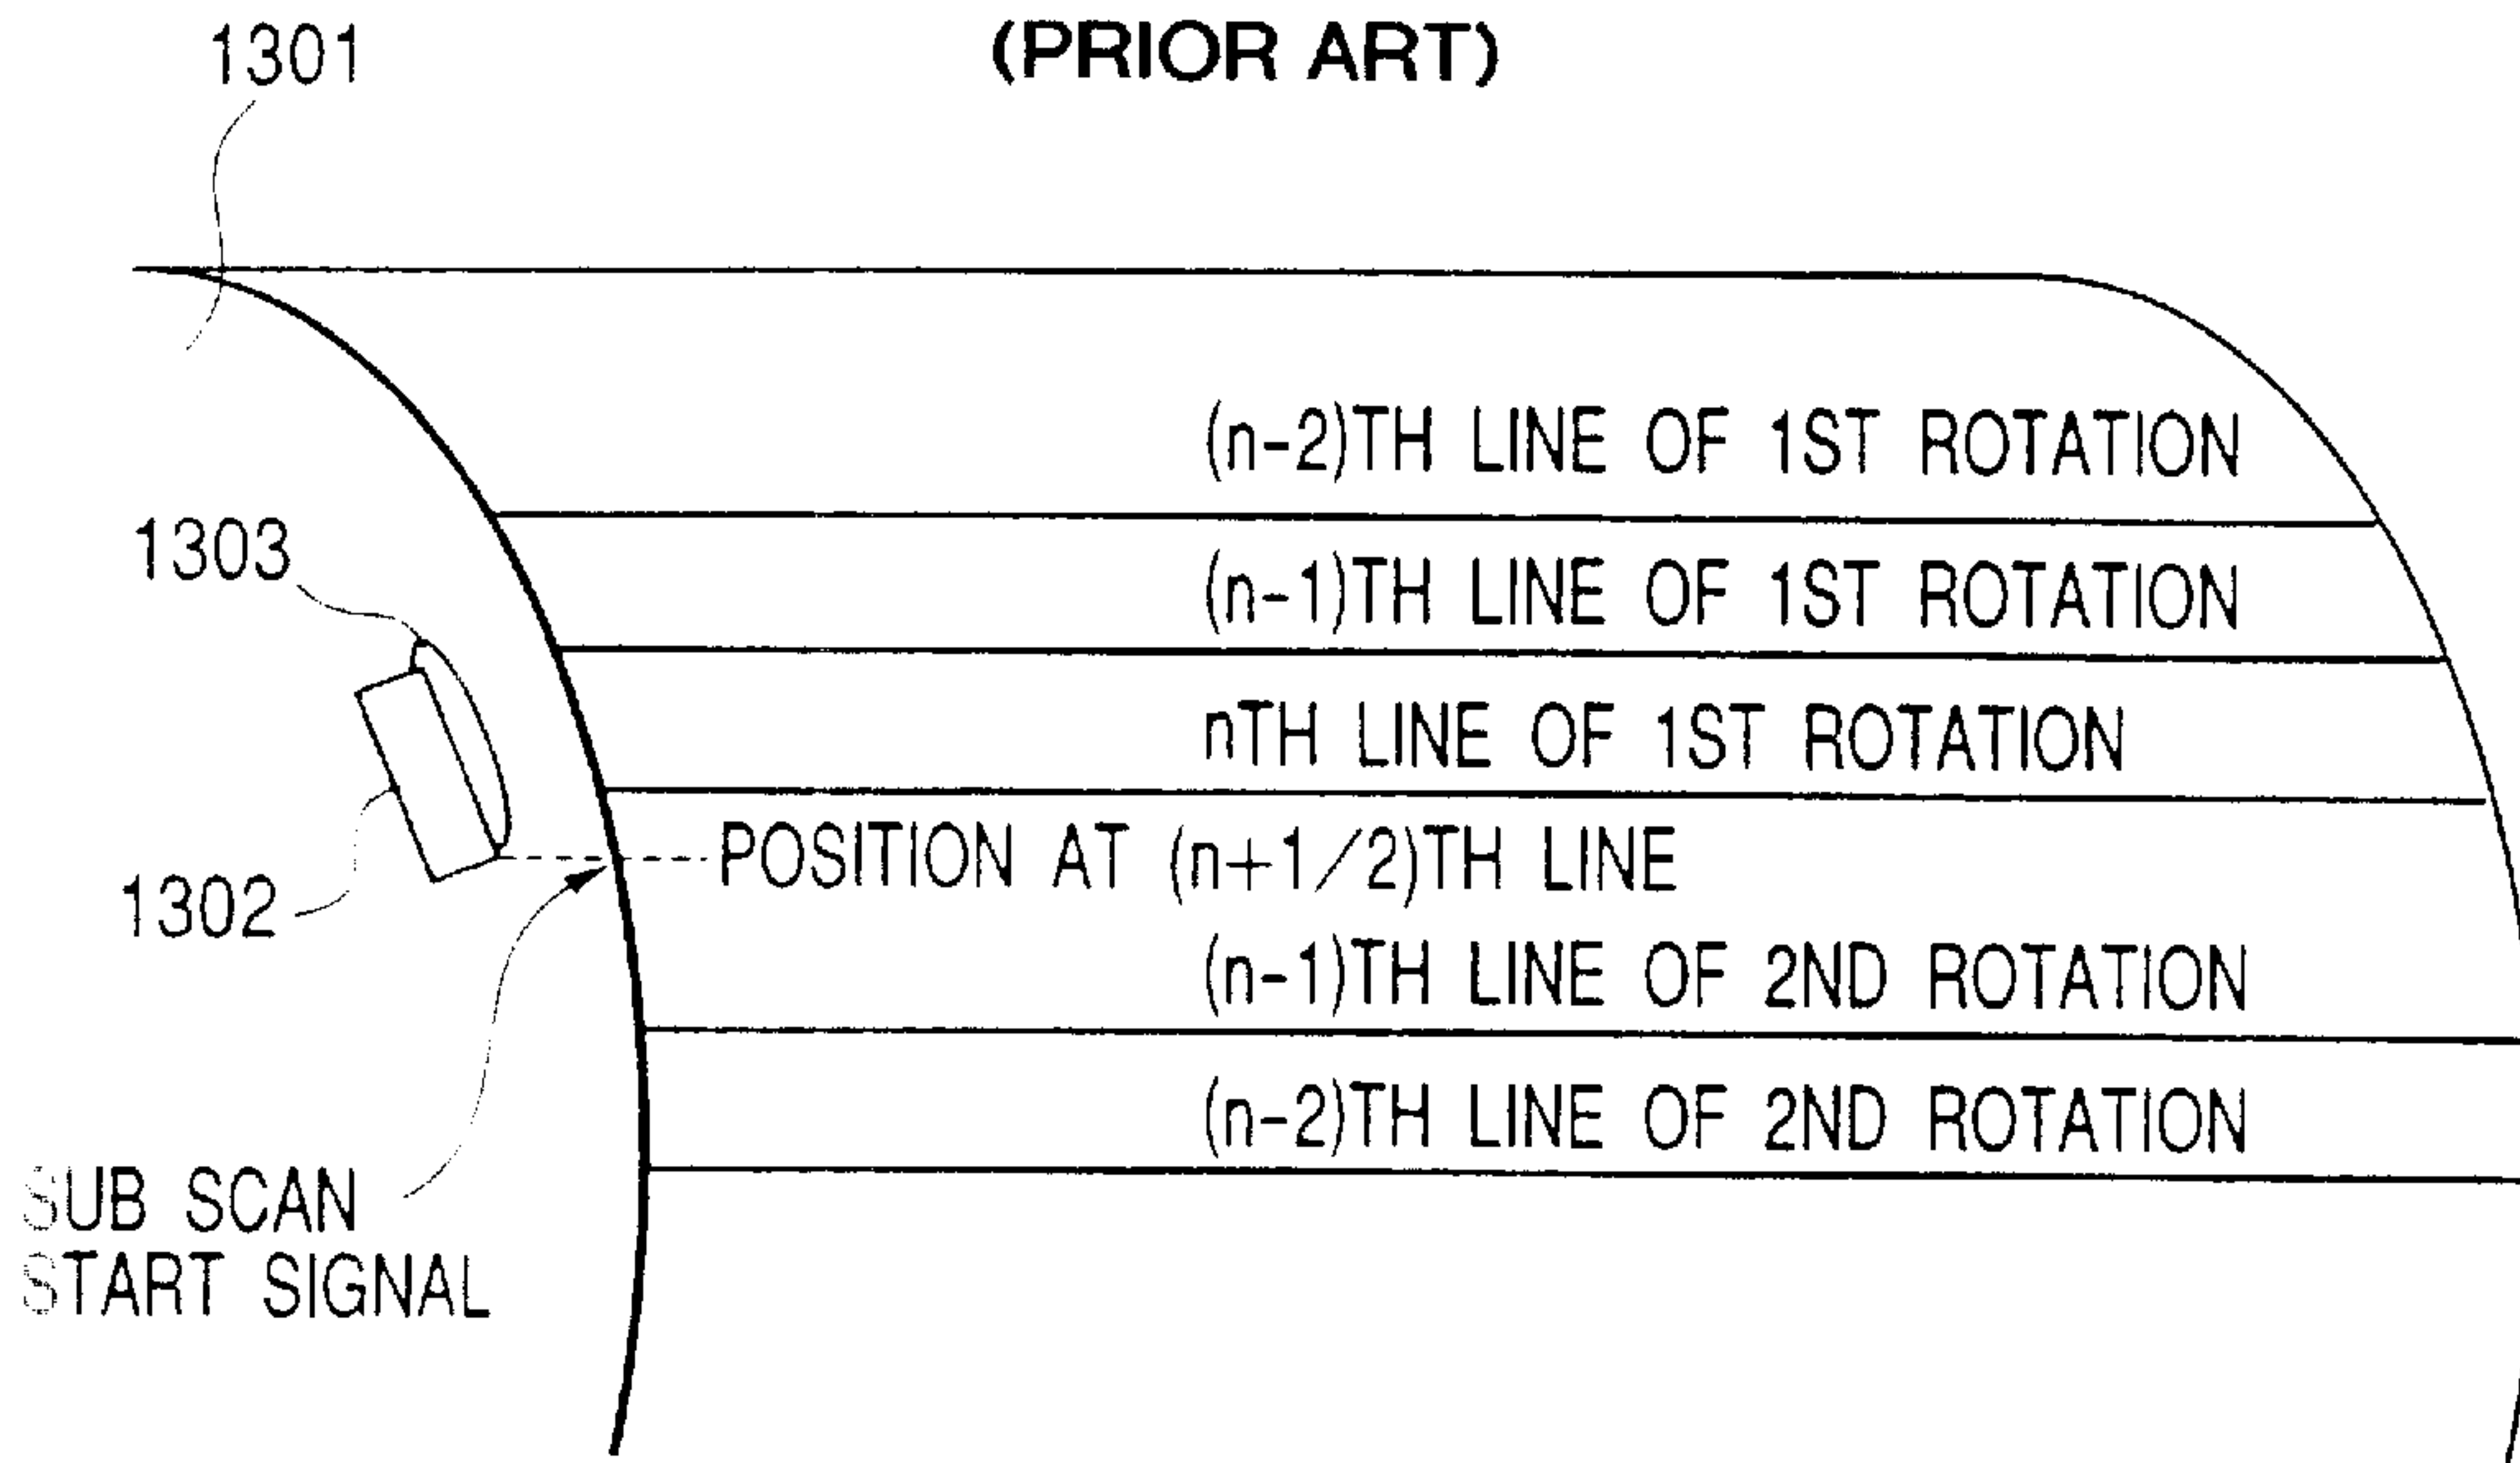 (PRIOR ART)
1301
(n-2)TH LINE OF 1ST ROTATION
1303
(n-1)TH LINE OF 1ST ROTATION
nTH LINE OF 1ST ROTATION
POSITION AT (n+1/2)TH LINE
1302
(n-1)TH LINE OF 2ND ROTATION
(n-2)TH LINE OF 2ND ROTATION
SUB SCAN
START SIGNAL